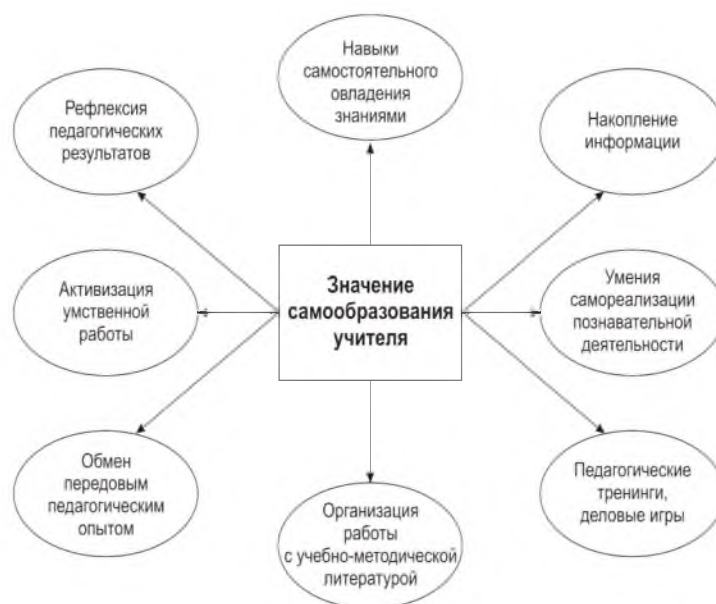 Навыки
самостоятельного
овладения
знаниями
Рефлексия
педагогических
результатов
Накопление
информации
Активизация
умственной
работы
Значение
самообразования
учителя
Умения
самореализации
познавательной
деятельности
Обмен
передовым
педагогическим
опытом
Организация
работы
с учебно-методической
литературой
Педагогические
тренинги,
деловые игры